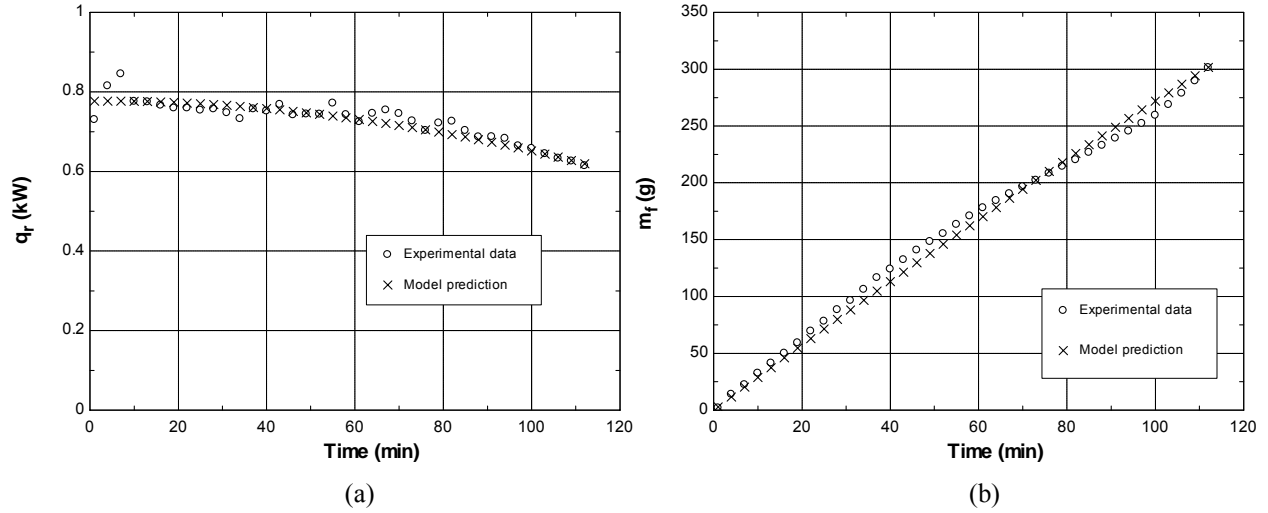 1
0.8
0.6
0.4
0.2
0
0 20 40 60 80 100 120
q_r (kW)
Time (min)
Experimental data
Model prediction
(a)
350
300
250
200
150
100
50
0
0 20 40 60 80 100 120
m_f (g)
Time (min)
Experimental data
Model prediction
(b)